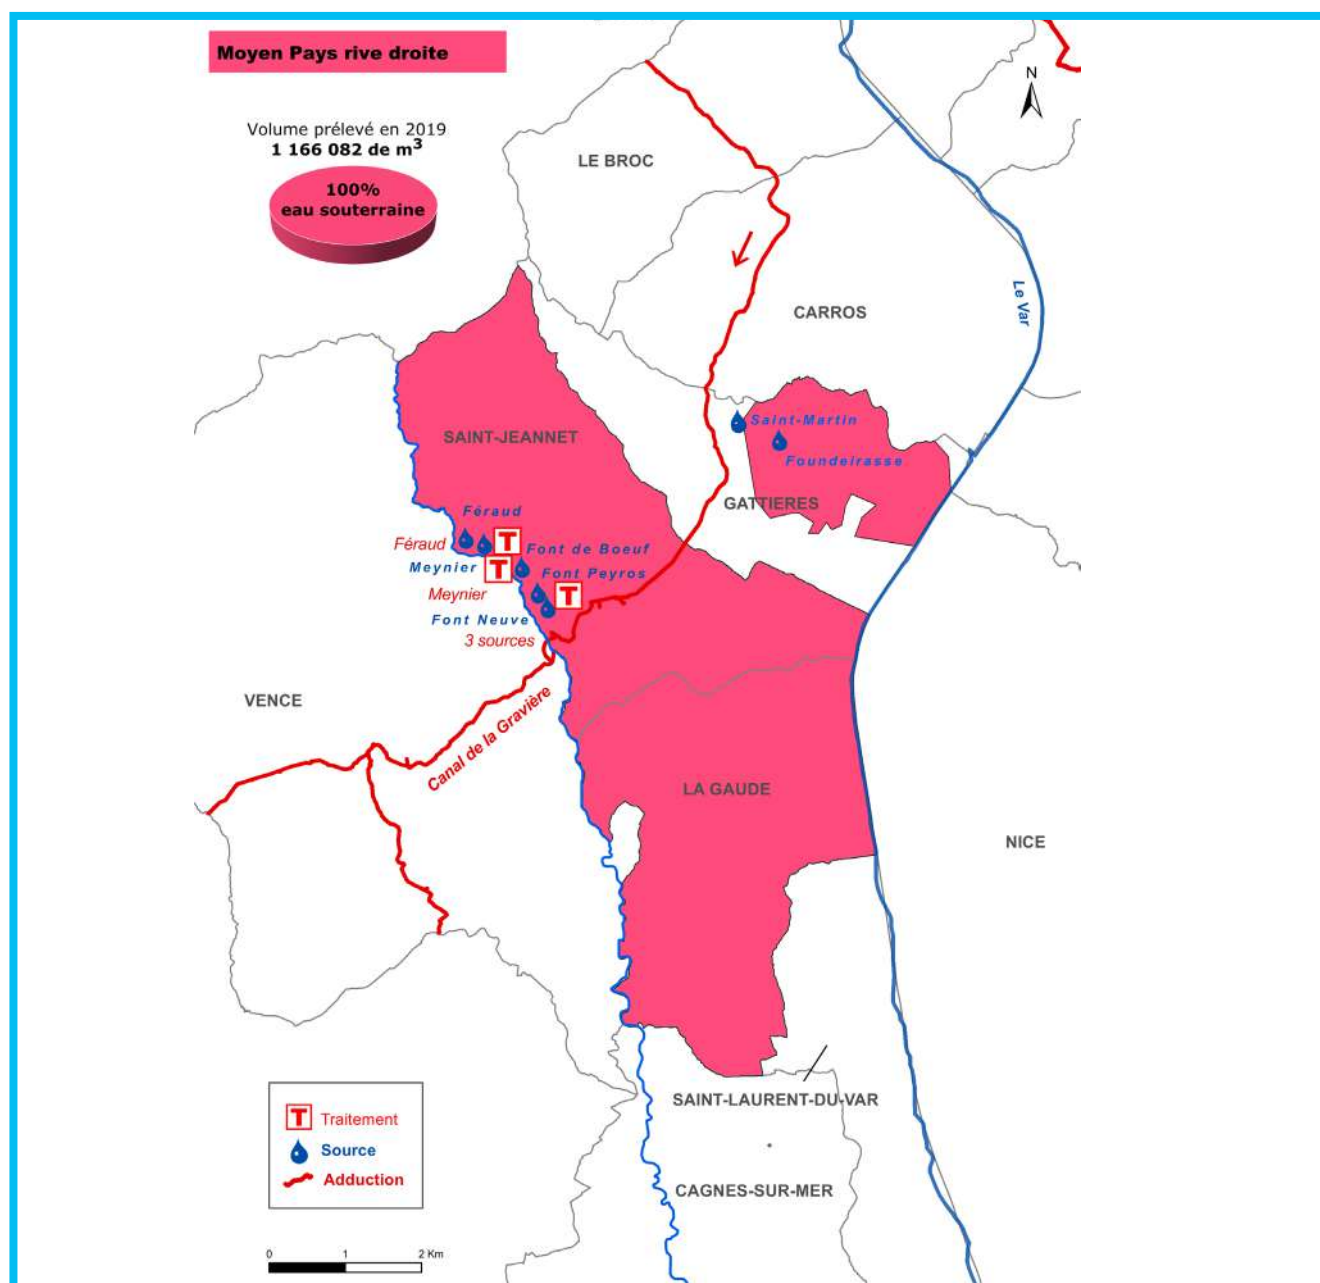 Moyen Pays rive droite
N
Volume prélevé en 2019
1 166 082 de m³
100%
eau souterraine
LE BROC
Le Var
CARROS
Saint-Martin
SAINT-JEANNET
Foundeirasse
GATTIERES
Féraud
Féraud
Font de Boeuf
Meynier
Font Peyros
Meynier
Font Neuve
3 sources
VENCE
Canal de la Gravière
LA GAUDE
NICE
SAINT-LAURENT-DU-VAR
CAGNES-SUR-MER
T Traitement
Source
Adduction
0 1 2 Km
T
T
T